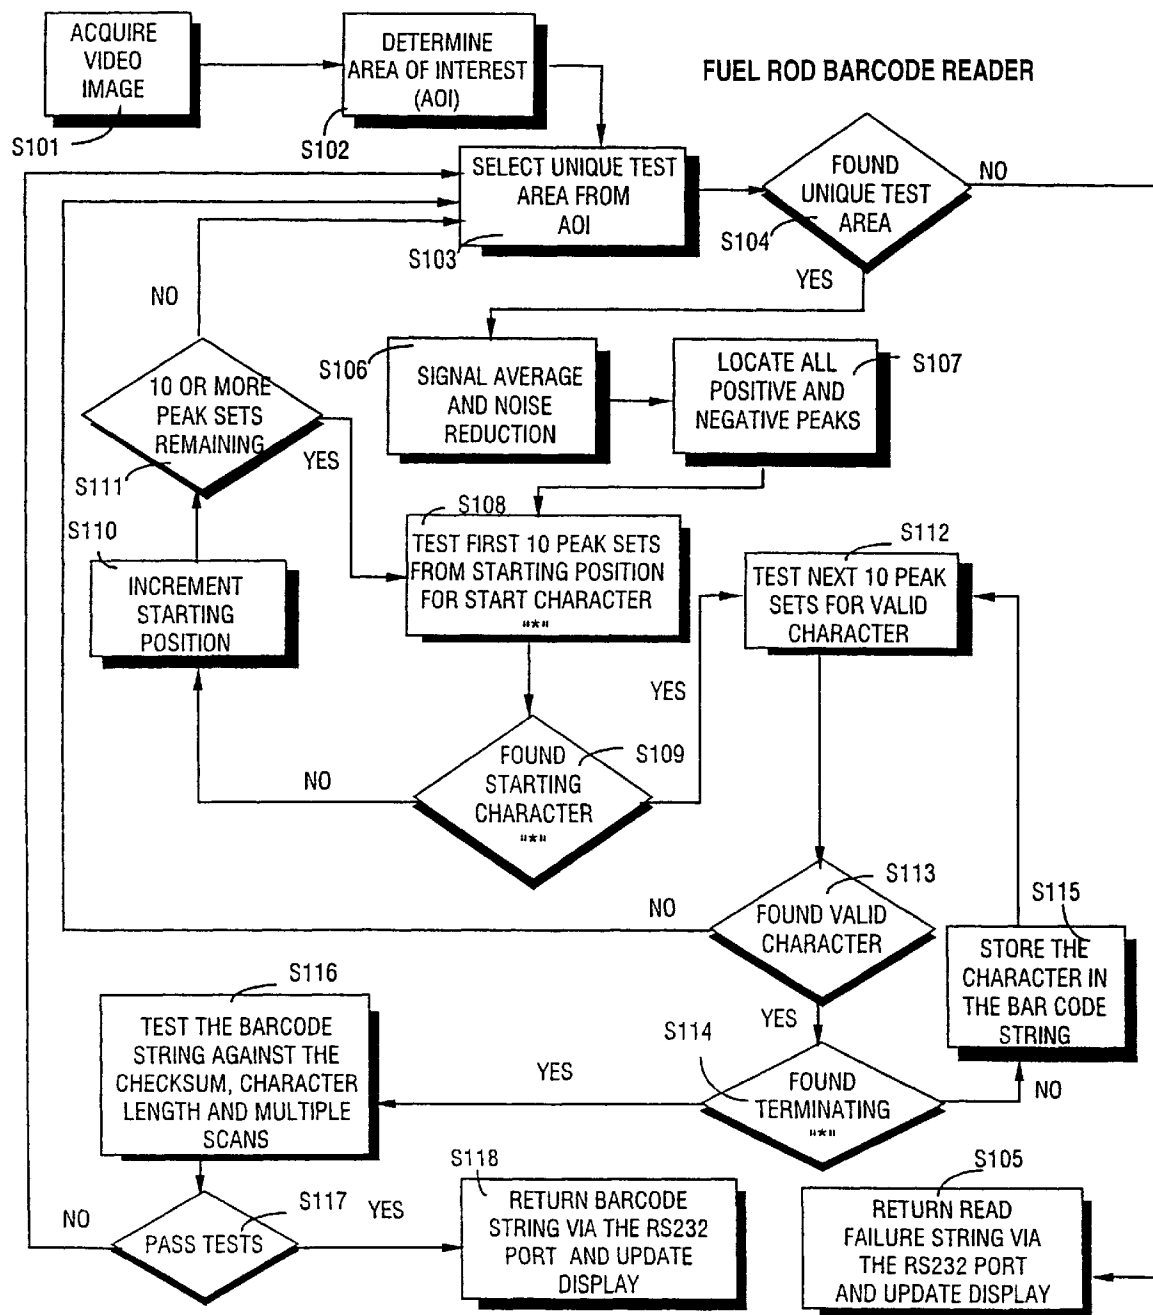 ACQUIRE
VIDEO
IMAGE
S101
DETERMINE
AREA OF INTEREST
(AOI)
S102
FUEL ROD BARCODE READER
SELECT UNIQUE TEST
AREA FROM
AOI
S103
FOUND
UNIQUE TEST
AREA
S104
NO
YES
NO
S106
SIGNAL AVERAGE
AND NOISE
REDUCTION
LOCATE ALL
POSITIVE AND
NEGATIVE PEAKS
S107
10 OR MORE
PEAK SETS
REMAINING
S111
YES
S108
TEST FIRST 10 PEAK SETS
FROM STARTING POSITION
FOR START CHARACTER
"*"
S110
INCREMENT
STARTING
POSITION
S112
TEST NEXT 10 PEAK
SETS FOR VALID
CHARACTER
YES
FOUND
STARTING
CHARACTER
"*"
S109
NO
S113
FOUND VALID
CHARACTER
NO
YES
S115
STORE THE
CHARACTER IN
THE BAR CODE
STRING
S116
TEST THE BARCODE
STRING AGAINST THE
CHECKSUM, CHARACTER
LENGTH AND MULTIPLE
SCANS
YES
S114
FOUND
TERMINATING
"*"
NO
S117
PASS TESTS
NO
YES
S118
RETURN BARCODE
STRING VIA THE RS232
PORT AND UPDATE
DISPLAY
S105
RETURN READ
FAILURE STRING VIA
THE RS232 PORT
AND UPDATE DISPLAY